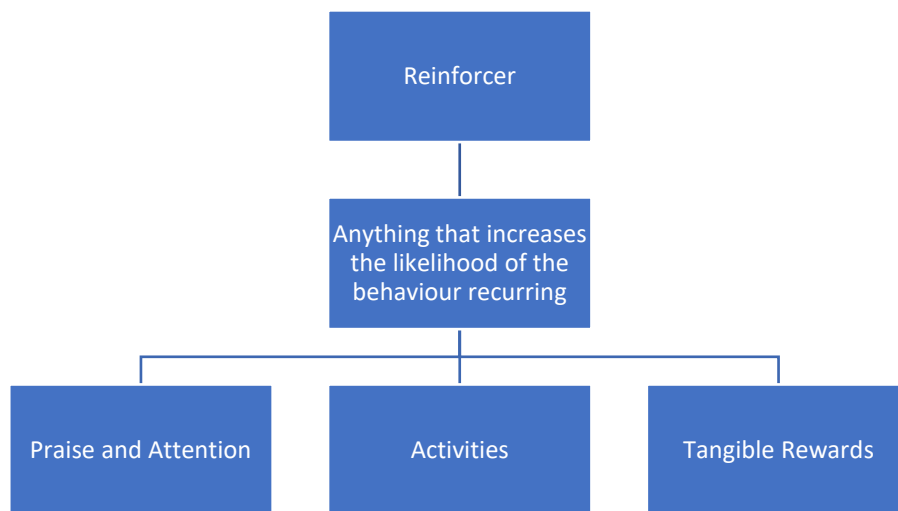 Reinforcer
Anything that increases
the likelihood of the
behaviour recurring
Praise and Attention
Activities
Tangible Rewards